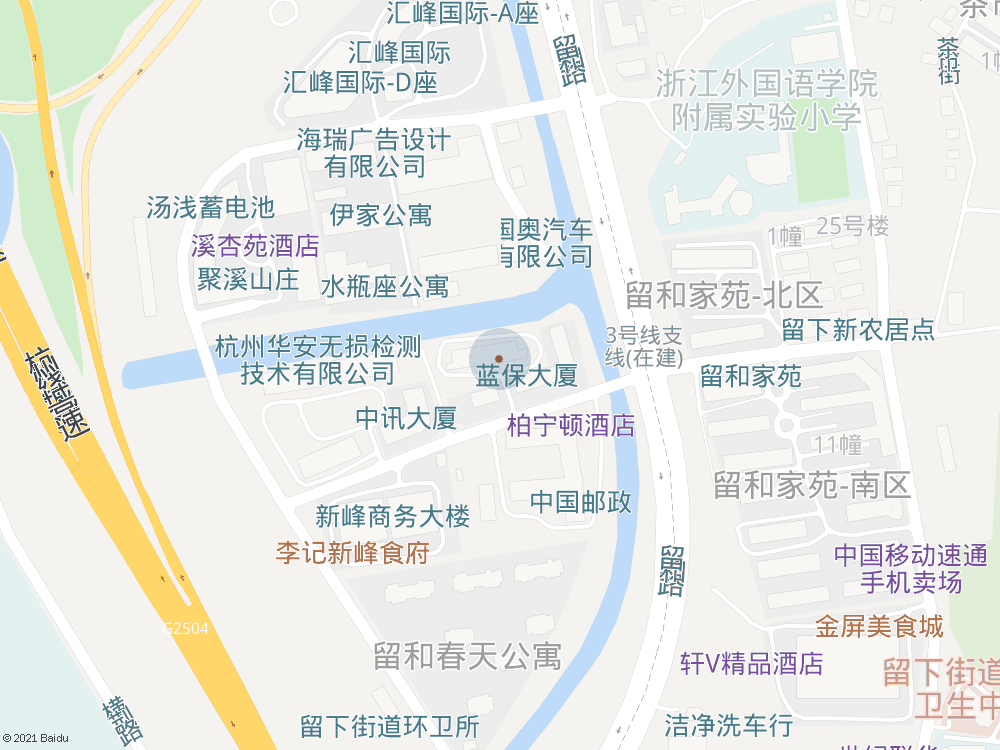 汇峰国际-A座
茶市
留和路
茶市街
汇峰国际
汇峰国际-D座
浙江外国语学院
附属实验小学
海瑞广告设计
有限公司
汤浅蓄电池
伊家公寓
国奥汽车
有限公司
1幢
25号楼
溪杏苑酒店
聚溪山庄
水瓶座公寓
留和家苑-北区
3号线支
线(在建)
留下新农居点
杭州华安无损检测
技术有限公司
杭绕高速
蓝保大厦
留和家苑
中讯大厦
柏宁顿酒店
11幢
留和家苑-南区
中国邮政
新峰商务大楼
李记新峰食府
留和路
中国移动速通
手机卖场
G2504
金屏美食城
留和春天公寓
轩V精品酒店
留下街道
卫生中
留下街道环卫所
洁净洗车行
© 2021 Baidu